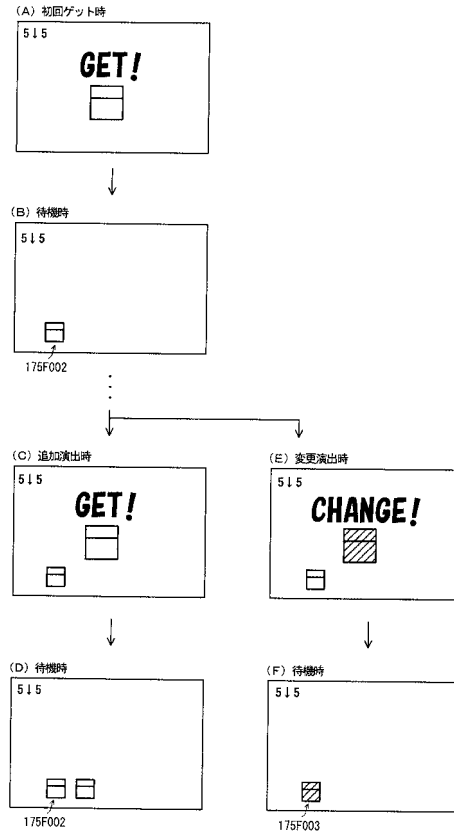 (A) 初回ゲット時
5↓5
GET!
(B) 待機時
5↓5
175F002
(C) 追加演出時
5↓5
GET!
(E) 変更演出時
5↓5
CHANGE!
(D) 待機時
5↓5
175F002
(F) 待機時
5↓5
175F003